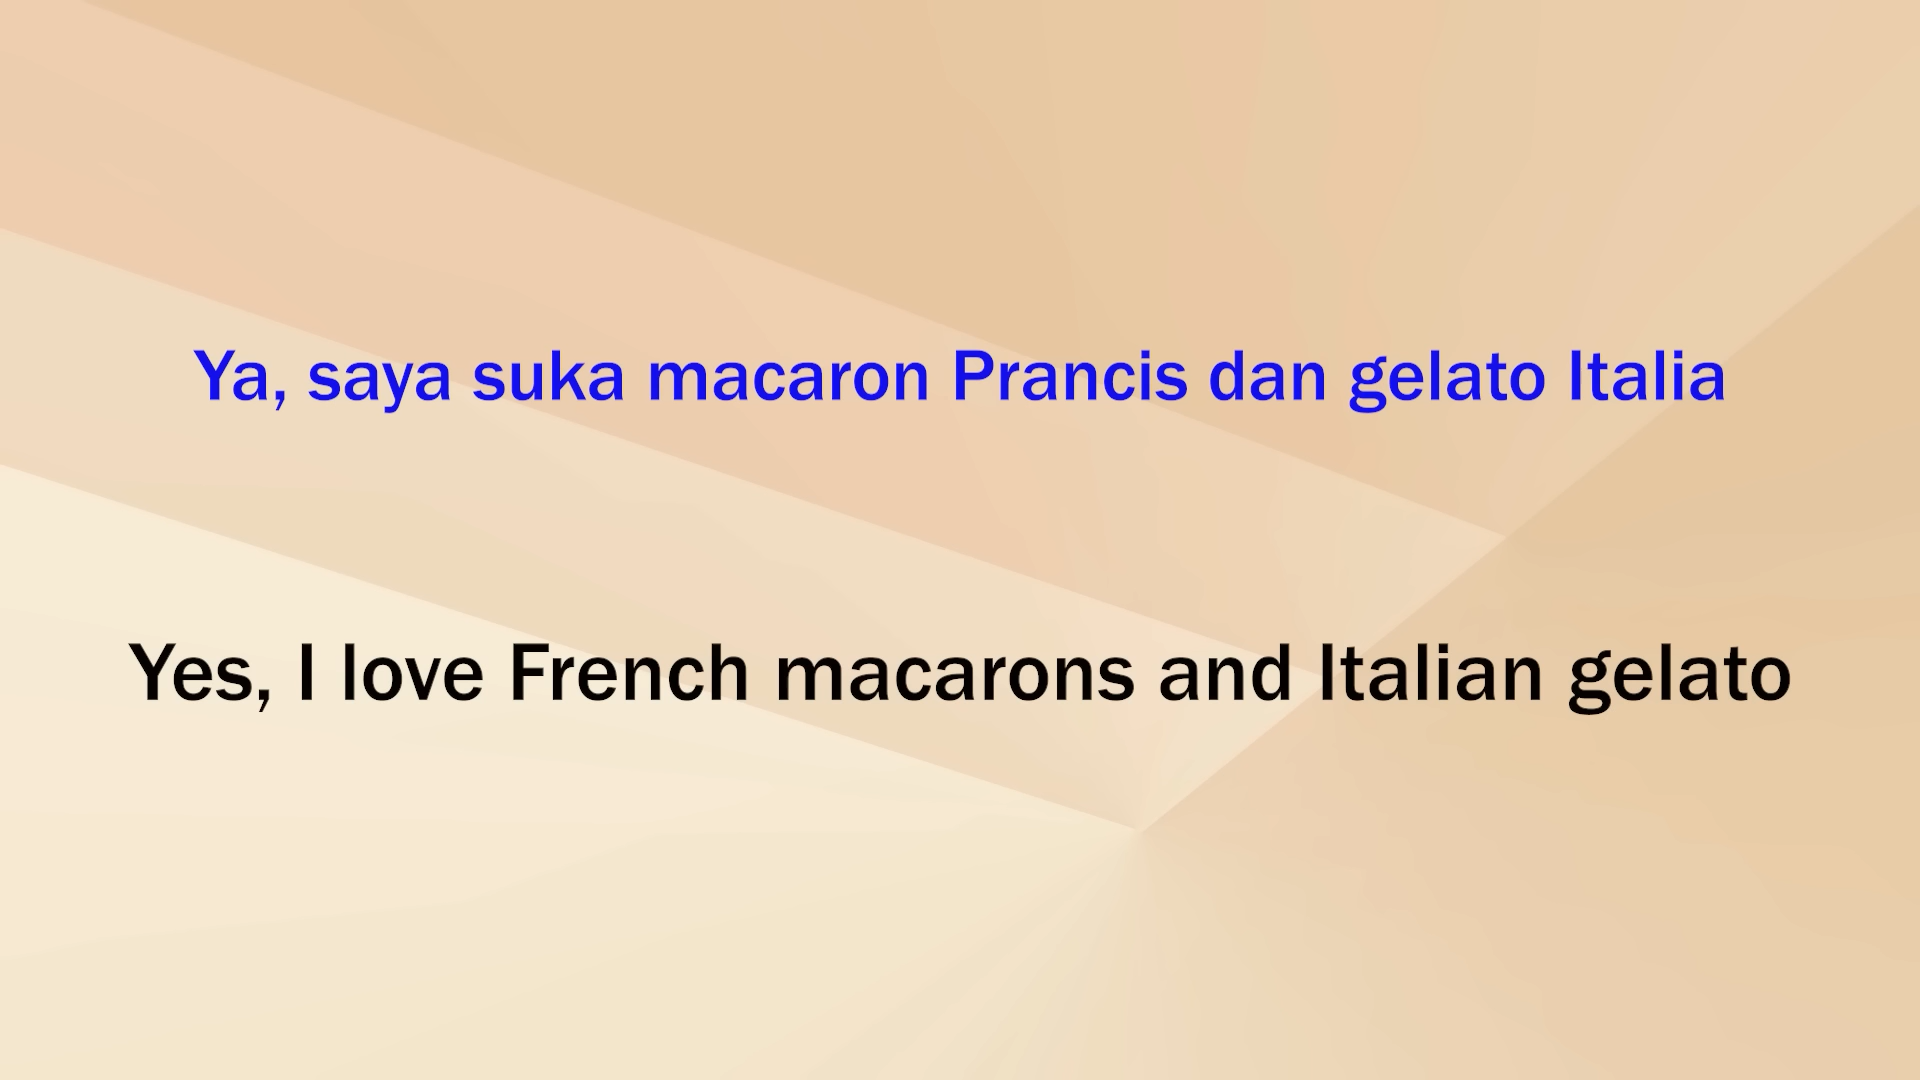 Ya, saya suka macaron Prancis dan gelato Italia
Yes, I love French macarons and Italian gelato